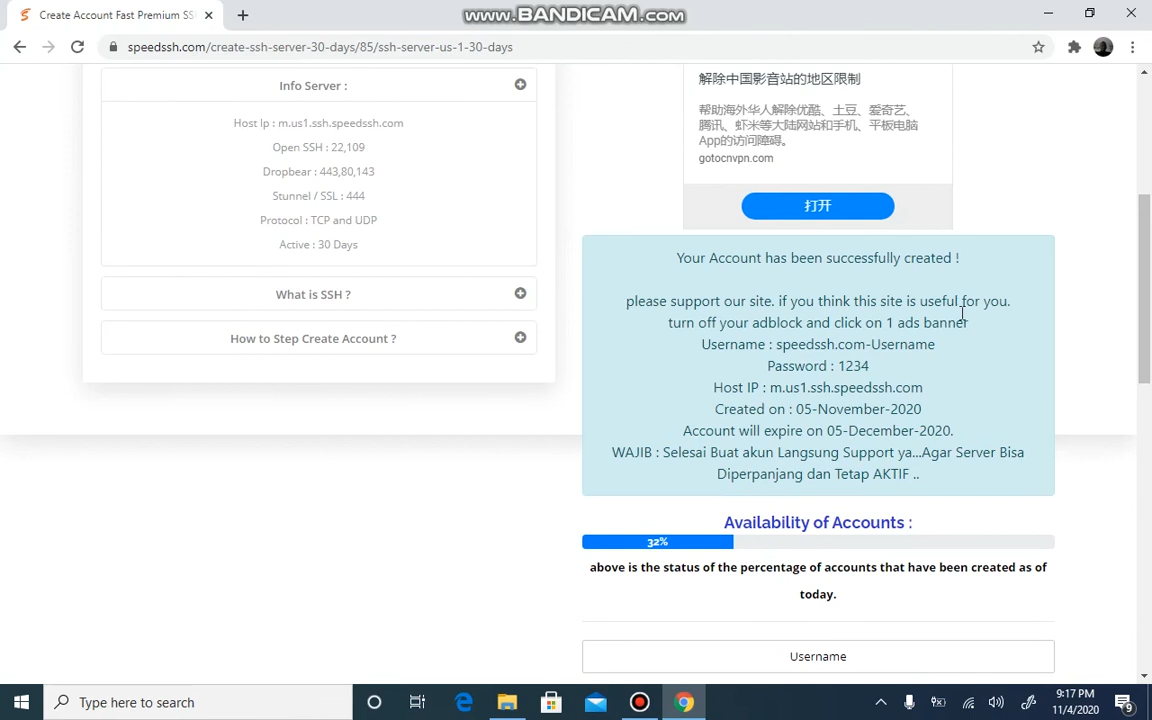 www.BANDICAM.com
Create Account Fast Premium SS
speedssh.com/create-ssh-server-30-days/85/ssh-server-us-1-30-days
Info Server :
Host Ip : m.us1.ssh.speedssh.com
Open SSH : 22,109
Dropbear : 443,80,143
Stunnel / SSL : 444
Protocol : TCP and UDP
Active : 30 Days
What is SSH ?
How to Step Create Account ?
解除中国影音站的地区限制
帮助海外华人解除优酷、土豆、爱奇艺、
腾讯、虾米等大陆网站和手机、平板电脑
App的访问障碍。
gotocnvpn.com
打开
Your Account has been successfully created !
please support our site. if you think this site is useful for you.
turn off your adblock and click on 1 ads banner
Username : speedssh.com-Username
Password : 1234
Host IP : m.us1.ssh.speedssh.com
Created on : 05-November-2020
Account will expire on 05-December-2020.
WAJIB : Selesai Buat akun Langsung Support ya...Agar Server Bisa
Diperpanjang dan Tetap AKTIF ..
Availability of Accounts :
32%
above is the status of the percentage of accounts that have been created as of
today.
Username
Type here to search
9:17 PM
11/4/2020
9